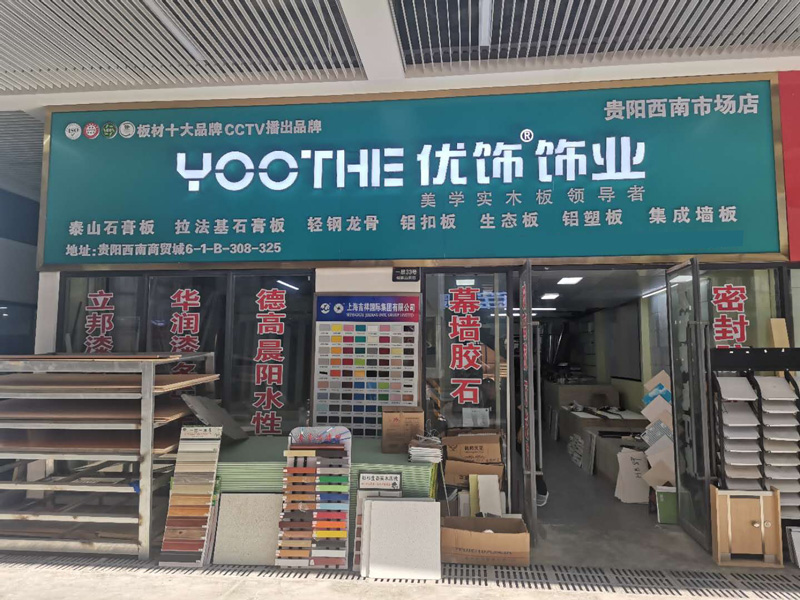 贵阳西南市场店
板材十大品牌CCTV播出品牌
YOOTHE 优饰®饰业
美学实木板领导者
泰山石膏板 拉法基石膏板 轻钢龙骨 铝扣板 生态板 铝塑板 集成墙板
地址:贵阳西南商贸城6-1-B-308-325
立邦漆
华润漆
德高晨阳水性
上海吉祥国际集团有限公司
幕墙胶石
密封